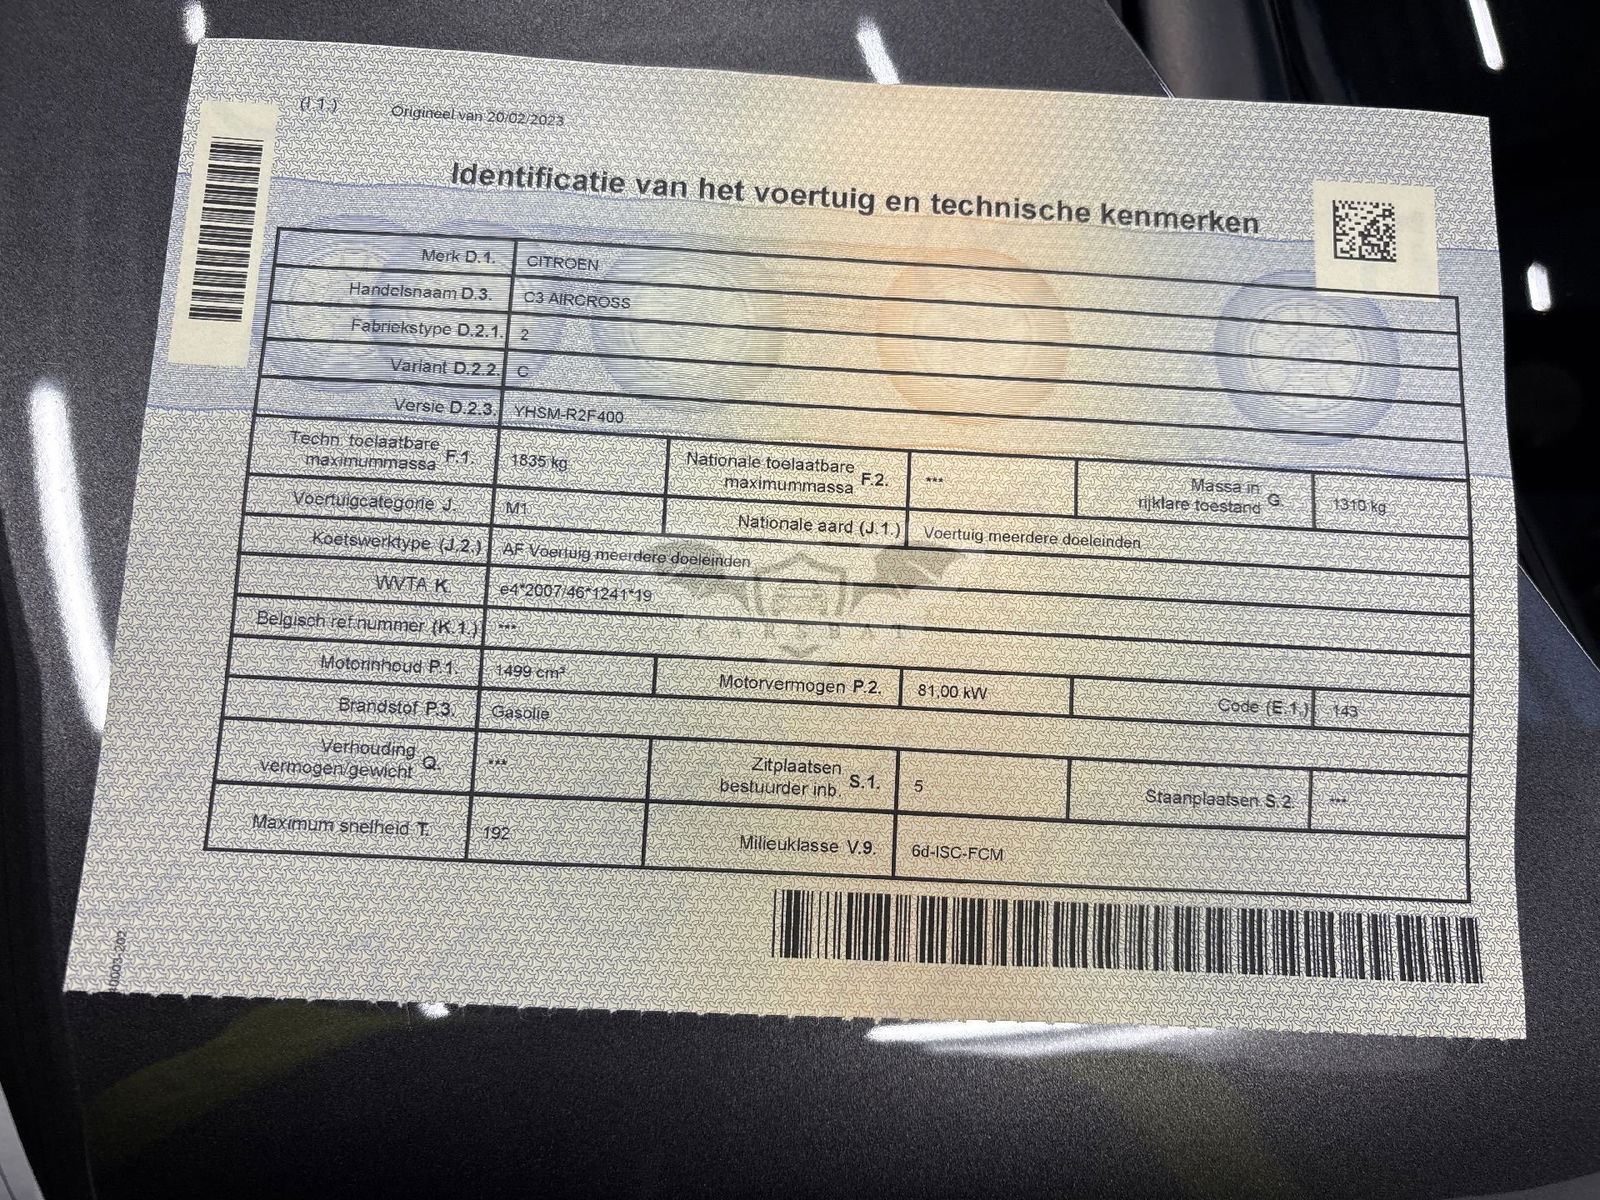 (I.1.)
Origineel van 20/02/2023
Identificatie van het voertuig en technische kenmerken
Merk D.1. CITROEN
Handelsnaam D.3. C3 AIRCROSS
Fabriekstype D.2.1. 2
Variant D.2.2. C
Versie D.2.3. YHSM-R2F400
Techn. toelaatbare maximummassa F.1. 1835 kg Nationale toelaatbare maximummassa F.2. *** Massa in rijklare toestand G. 1310 kg
Voertuigcategorie J. M1 Nationale aard (J.1.) Voertuig meerdere doeleinden
Koetswerktype (J.2.) AF Voertuig meerdere doeleinden
WVTA K. e4*2007/46*1241*19
Belgisch ref.nummer (K.1.) ***
Motorinhoud P.1. 1499 cm³ Motorvermogen P.2. 81,00 kW Code (E.1.) 143
Brandstof P.3. Gasolie
Verhouding vermogen/gewicht Q. *** Zitplaatsen bestuurder inb. S.1. 5 Staanplaatsen S.2. ***
Maximum snelheid T. 192 Milieuklasse V.9. 6d-ISC-FCM
CARSBAT